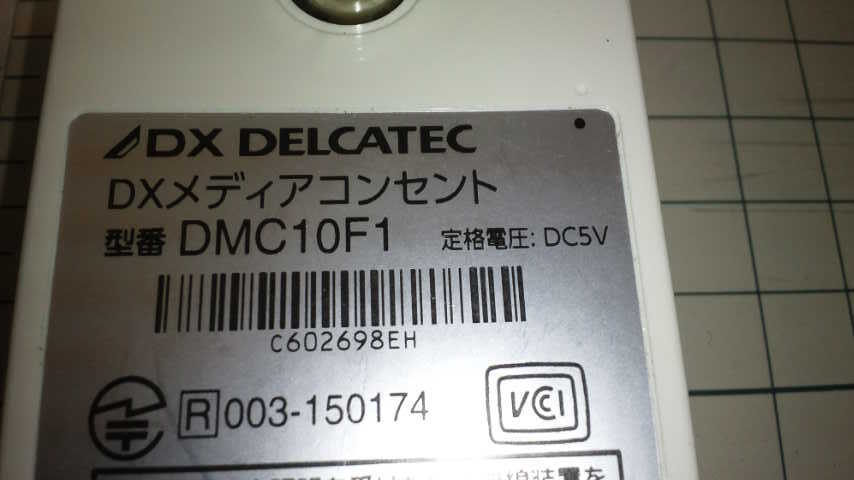 DX DELCATEC
DXメディアコンセント
型番 DMC10F1 定格電圧: DC5V
C602698EH
R 003-150174
VCI